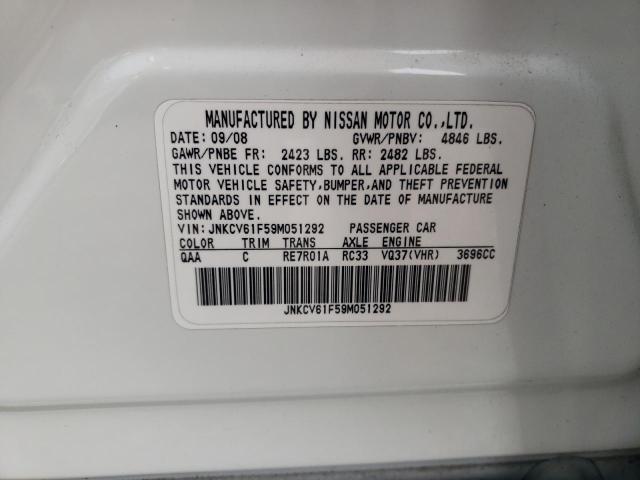 MANUFACTURED BY NISSAN MOTOR CO.,LTD.
DATE: 09/08 GVWR/PNBV: 4846 LBS.
GAWR/PNBE FR: 2423 LBS. RR: 2482 LBS.
THIS VEHICLE CONFORMS TO ALL APPLICABLE FEDERAL
MOTOR VEHICLE SAFETY,BUMPER,AND THEFT PREVENTION
STANDARDS IN EFFECT ON THE DATE OF MANUFACTURE
SHOWN ABOVE.
VIN: JNKCV61F59M051292 PASSENGER CAR
COLOR TRIM TRANS AXLE ENGINE
QAA C RE7R01A RC33 VQ37(VHR) 3696CC
JNKCV61F59M051292